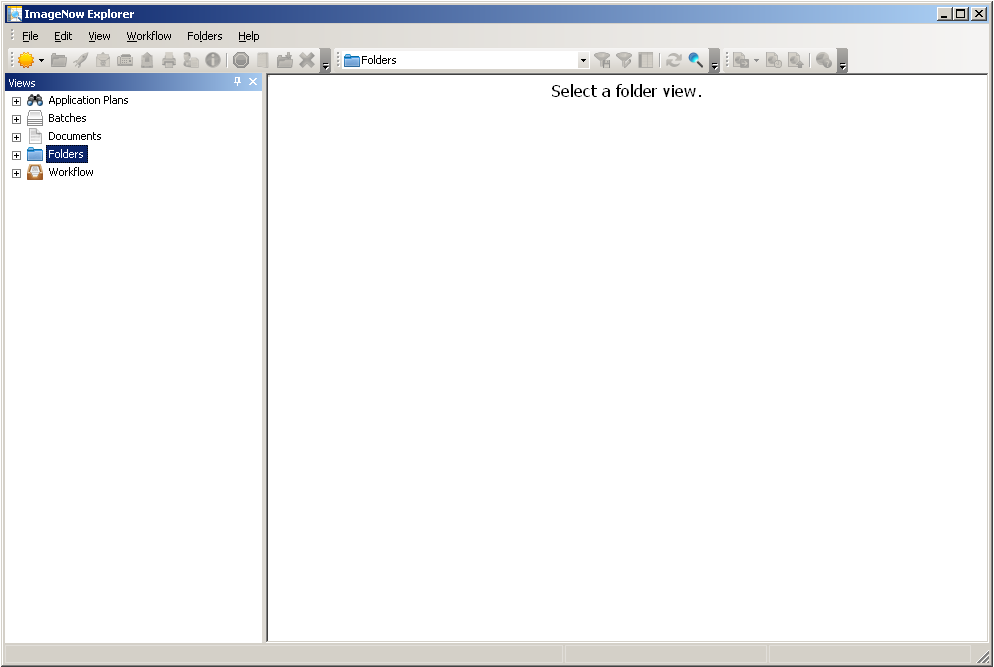 ImageNow Explorer
File Edit View Workflow Folders Help
Folders
Views
Select a folder view.
Application Plans
Batches
Documents
Folders
Workflow